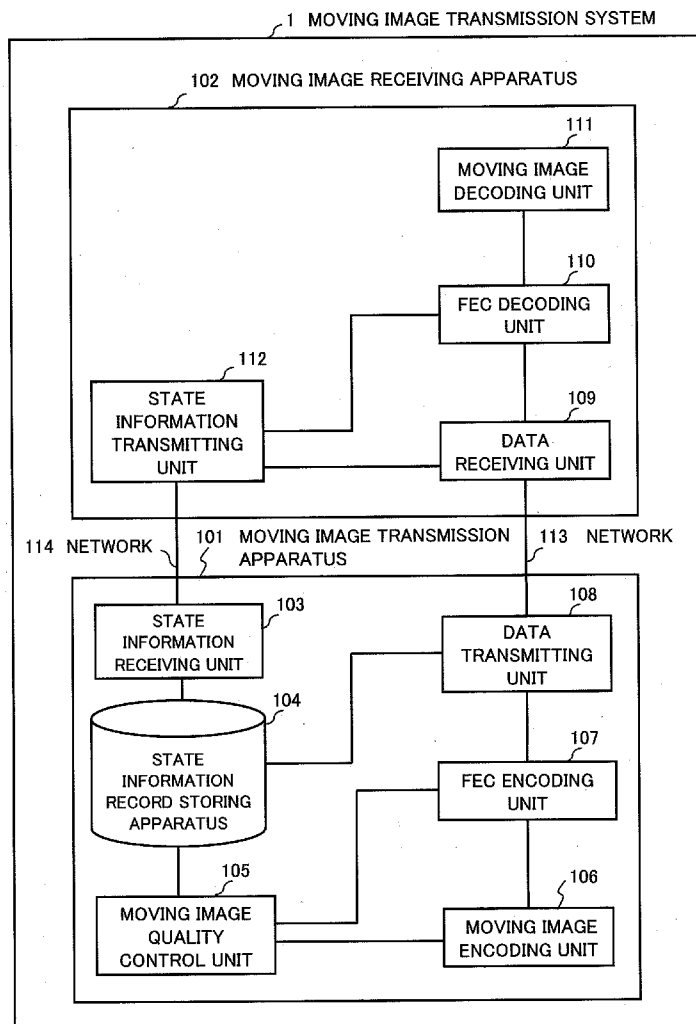 1 MOVING IMAGE TRANSMISSION SYSTEM
102 MOVING IMAGE RECEIVING APPARATUS
111
MOVING IMAGE
DECODING UNIT
110
FEC DECODING
UNIT
112
STATE
INFORMATION
TRANSMITTING
UNIT
109
DATA
RECEIVING UNIT
114 NETWORK
101 MOVING IMAGE TRANSMISSION
APPARATUS
113 NETWORK
103
STATE
INFORMATION
RECEIVING UNIT
108
DATA
TRANSMITTING
UNIT
104
STATE
INFORMATION
RECORD STORING
APPARATUS
107
FEC ENCODING
UNIT
105
MOVING IMAGE
QUALITY
CONTROL UNIT
106
MOVING IMAGE
ENCODING UNIT